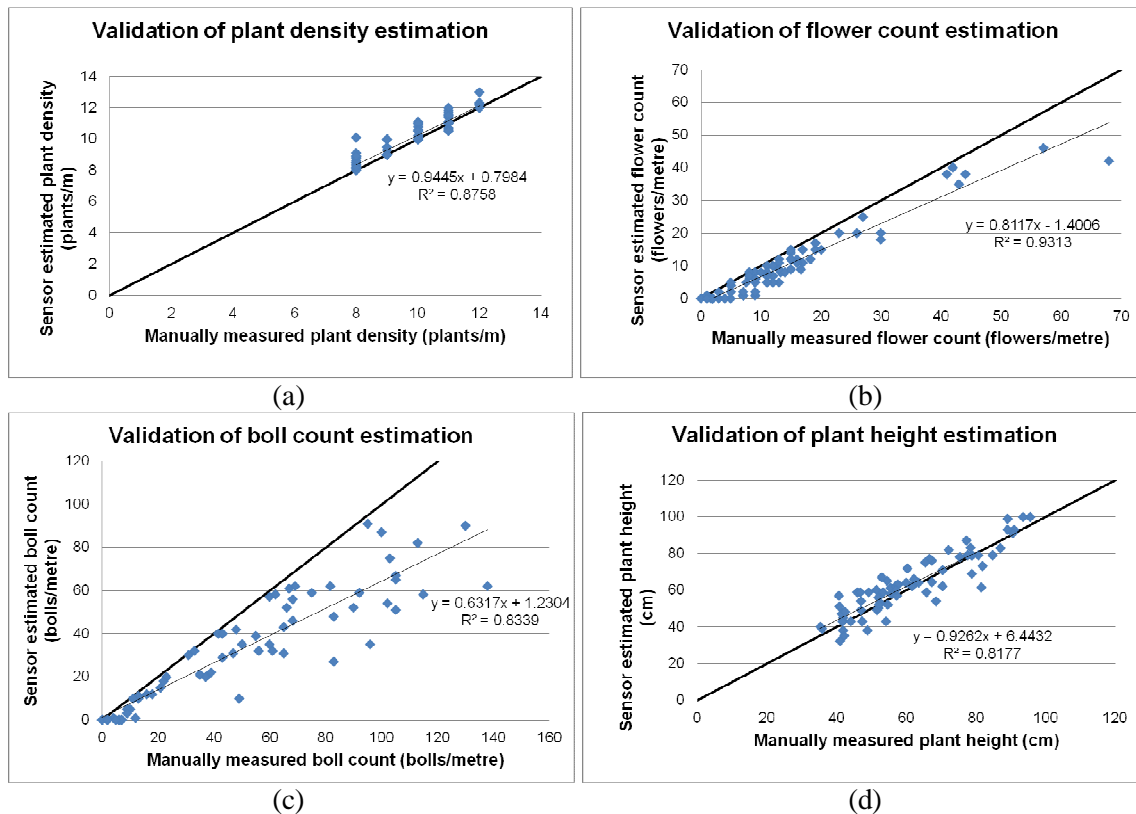 Validation of plant density estimation
Sensor estimated plant density
(plants/m)
14
12
10
8
6
4
2
0
y = 0.9445x + 0.7984
R² = 0.8758
0 2 4 6 8 10 12 14
Manually measured plant density (plants/m)
(a)
Validation of flower count estimation
Sensor estimated flower count
(flowers/metre)
70
60
50
40
30
20
10
0
y = 0.8117x - 1.4006
R² = 0.9313
0 10 20 30 40 50 60 70
Manually measured flower count (flowers/metre)
(b)
Validation of boll count estimation
Sensor estimated boll count
(bolls/metre)
120
100
80
60
40
20
0
y = 0.6317x + 1.2304
R² = 0.8339
0 20 40 60 80 100 120 140 160
Manually measured boll count (bolls/metre)
(c)
Validation of plant height estimation
Sensor estimated plant height
(cm)
120
100
80
60
40
20
0
y = 0.9262x + 6.4432
R² = 0.8177
0 20 40 60 80 100 120
Manually measured plant height (cm)
(d)